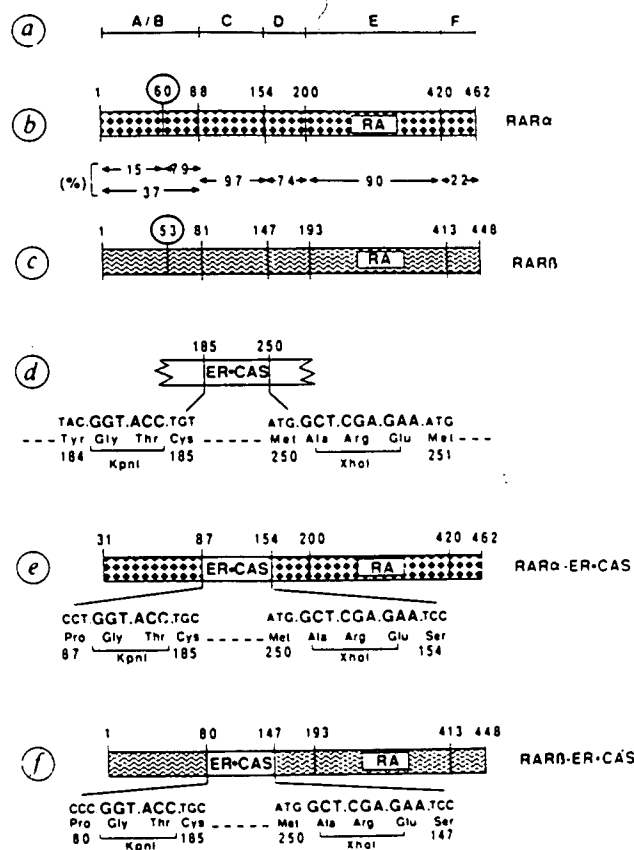 A/B C D E F
a
1 60 88 154 200 420 462
b RA RARα
(%) 15 79
37 97 74 90 22
1 53 81 147 193 413 448
c RA RARß
185 250
d ER•CAS
TAC.GGT.ACC.TGT ATG.GCT.CGA.GAA.ATG
---- Tyr Gly Thr Cys ----- Met Ala Arg Glu Met ---
184 KpnI 185 250 XhoI 251
31 87 154 200 420 462
e ER•CAS RA RARα-ER•CAS
CCT.GGT.ACC.TGC ATG.GCT.CGA.GAA.TCC
Pro Gly Thr Cys ----- Met Ala Arg Glu Ser
87 KpnI 185 250 XhoI 154
1 80 147 193 413 448
f ER•CAS RA RARß-ER•CAS
CCC.GGT.ACC.TGC ATG GCT.CGA.GAA.TCC
Pro Gly Thr Cys ----- Met Ala Arg Glu Ser
80 KpnI 185 250 XhoI 147